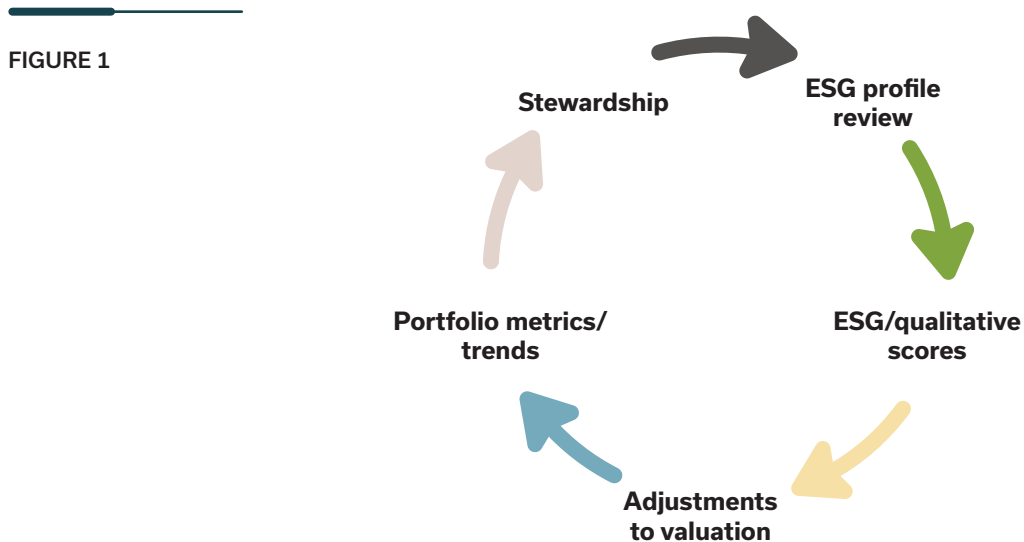 FIGURE 1
Stewardship
ESG profile
review
ESG/qualitative
scores
Adjustments
to valuation
Portfolio metrics/
trends